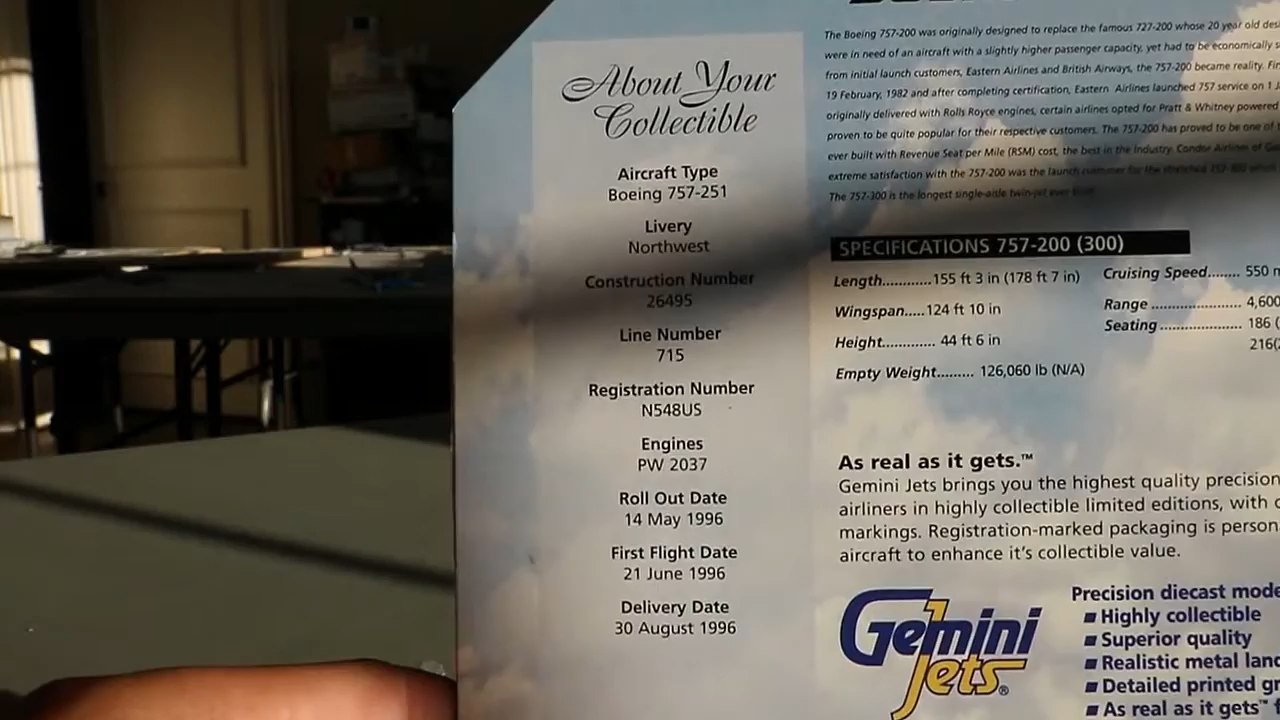 About Your
Collectible
Aircraft Type
Boeing 757-251
Livery
Northwest
Construction Number
26495
Line Number
715
Registration Number
N548US
Engines
PW 2037
Roll Out Date
14 May 1996
First Flight Date
21 June 1996
Delivery Date
30 August 1996
The Boeing 757-200 was originally designed to replace the famous 727-200 whose 20 year old
were in need of an aircraft with a slightly higher passenger capacity, yet had to be economically
from initial launch customers, Eastern Airlines and British Airways, the 757-200 became reality.
19 February, 1982 and after completing certification, Eastern Airlines launched 757 service on 1
originally delivered with Rolls Royce engines, certain airlines opted for Pratt & Whitney powered
proven to be quite popular for their respective customers. The 757-200 has proved to be one of
ever built with Revenue Seat per Mile (RSM) cost, the best in the Industry. Condor Airlines of
extreme satisfaction with the 757-200 was the launch customer for the stretched 757-300
The 757-300 is the longest single-aisle twin-jet ever built.
SPECIFICATIONS 757-200 (300)
Length............155 ft 3 in (178 ft 7 in)
Wingspan.....124 ft 10 in
Height............. 44 ft 6 in
Empty Weight......... 126,060 lb (N/A)
Cruising Speed........ 550
Range ...................... 4,600
Seating .................... 186 (
216(
As real as it gets.™
Gemini Jets brings you the highest quality precision
airliners in highly collectible limited editions, with
markings. Registration-marked packaging is person
aircraft to enhance it's collectible value.
Gemini
Jets®
Precision diecast mode
■ Highly collectible
■ Superior quality
■ Realistic metal land
■ Detailed printed gr
■ As real as it gets™ f